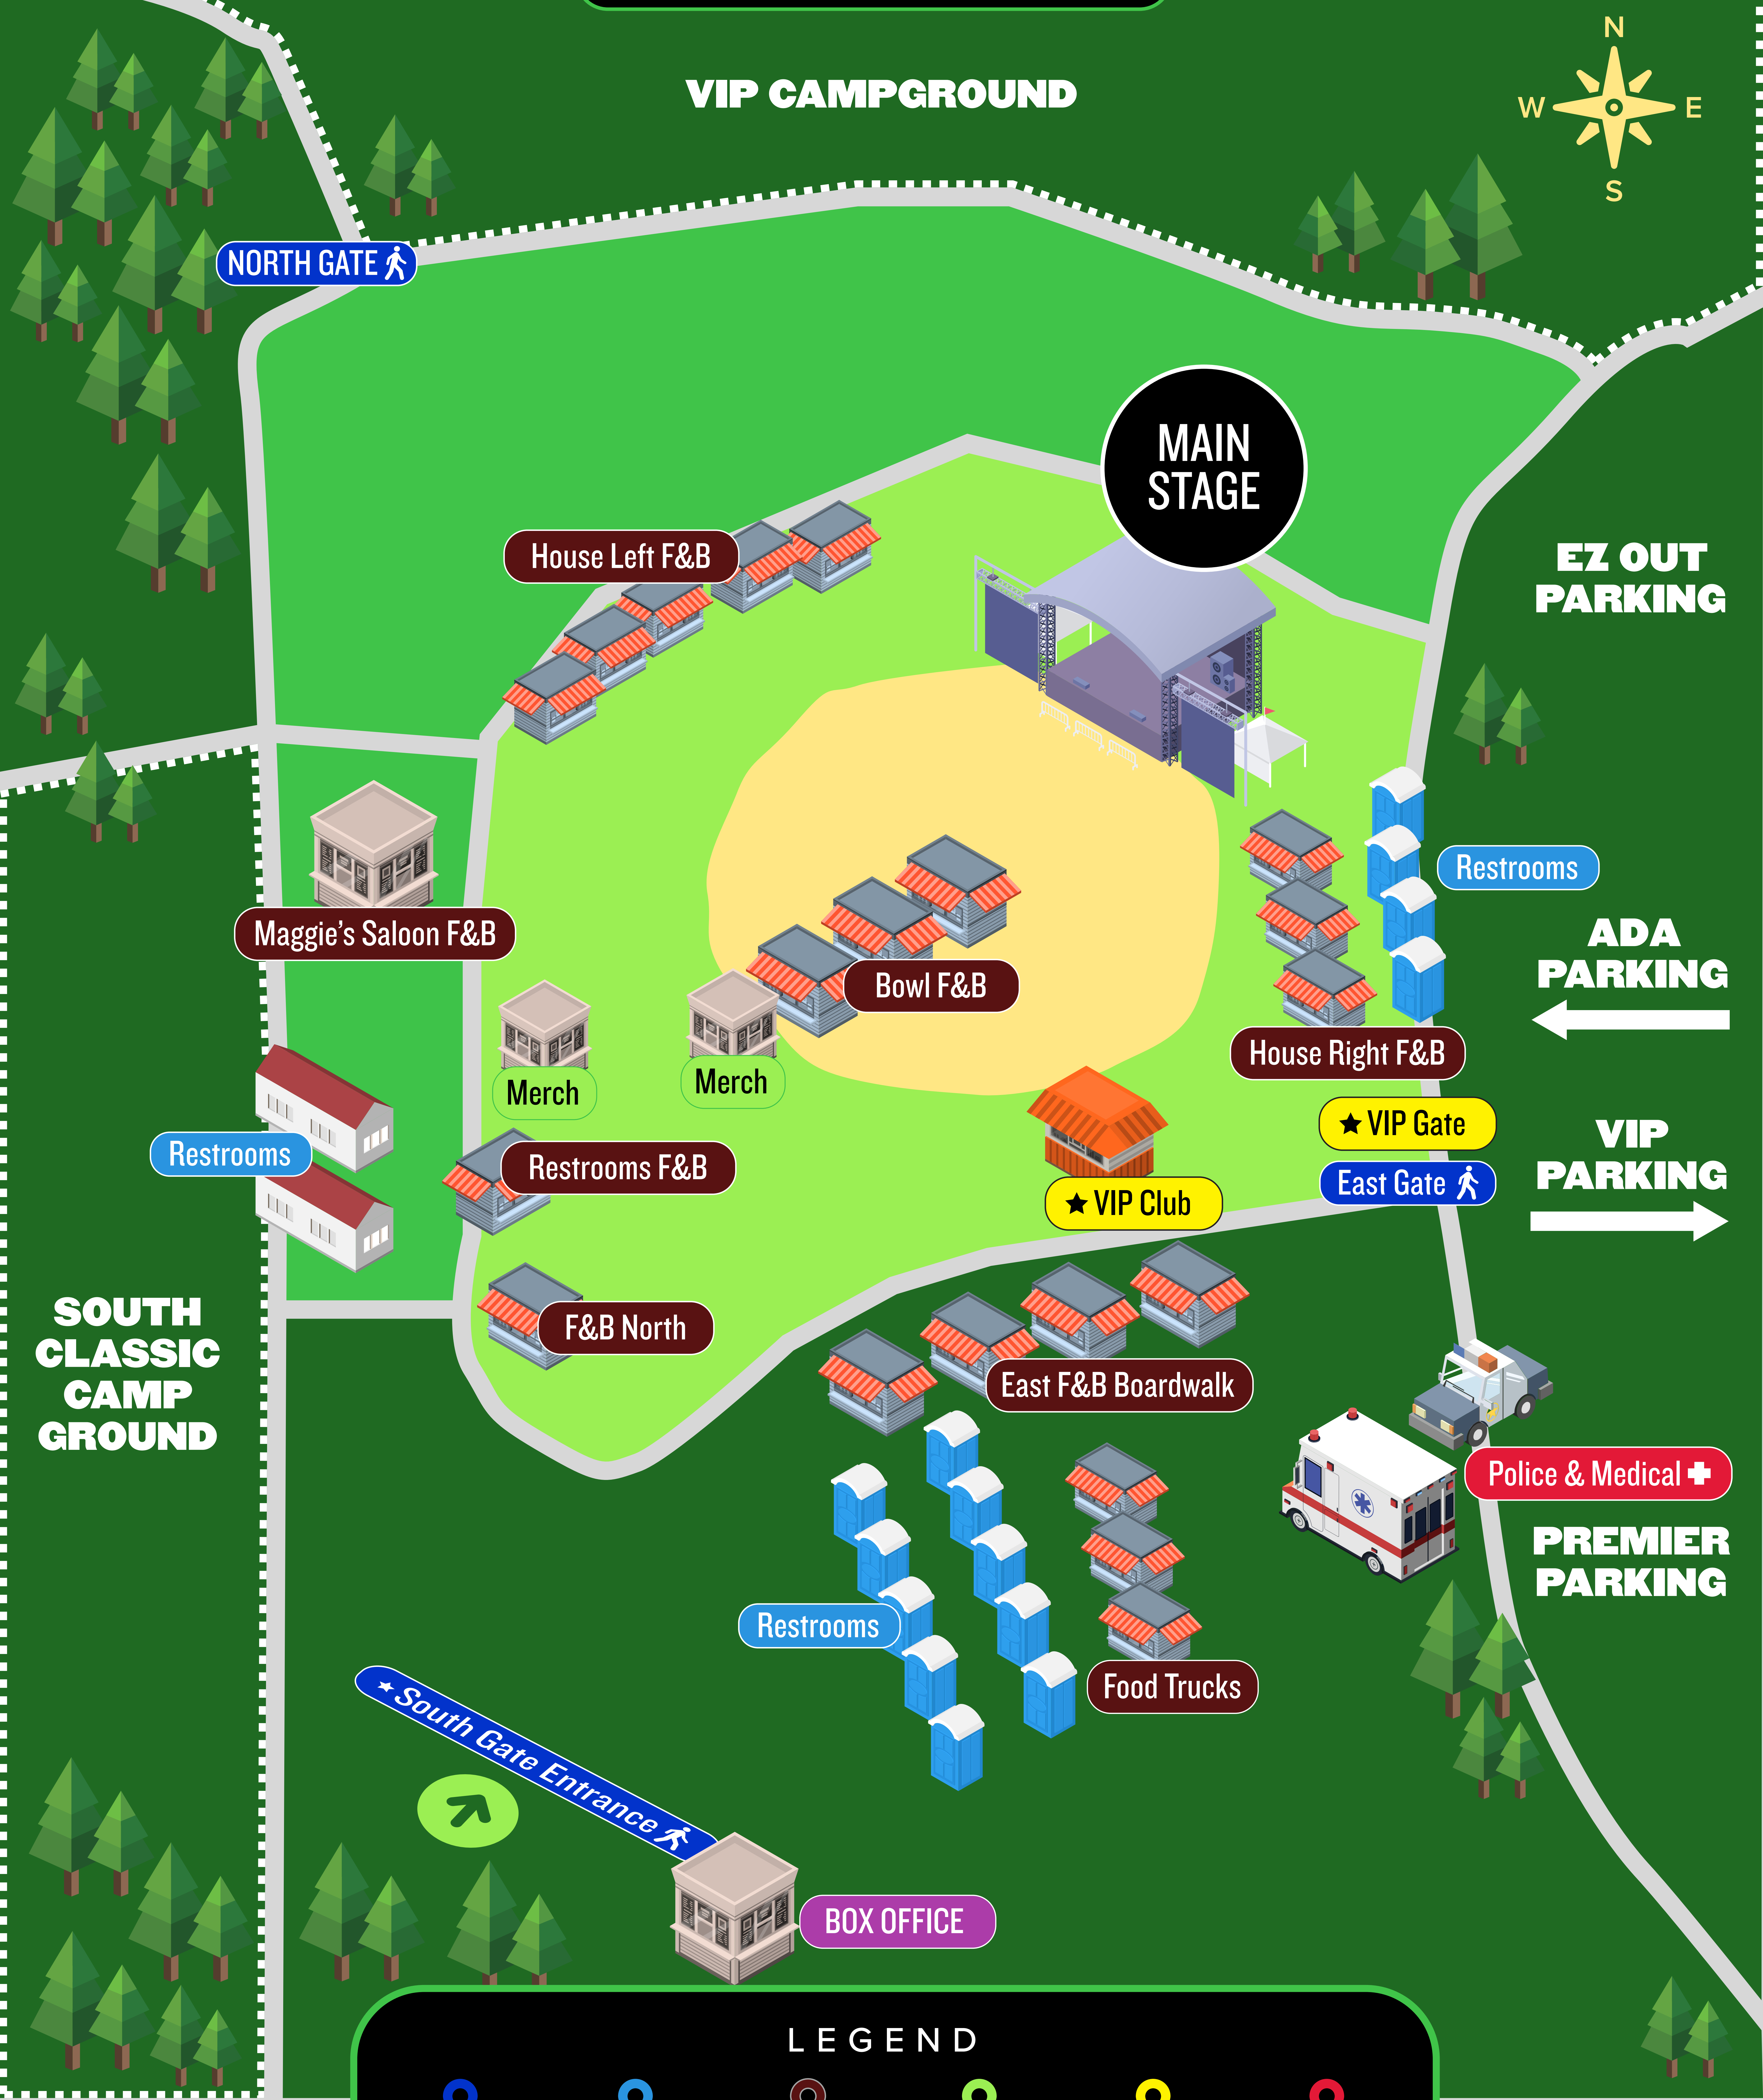 VIP CAMPGROUND
N
W E
S
NORTH GATE
MAIN
STAGE
House Left F&B
EZ OUT
PARKING
Restrooms
Maggie's Saloon F&B
ADA
PARKING
Bowl F&B
House Right F&B
Merch
Merch
VIP Gate
VIP
PARKING
Restrooms
Restrooms F&B
East Gate
VIP Club
SOUTH
CLASSIC
CAMP
GROUND
F&B North
East F&B Boardwalk
Police & Medical
PREMIER
PARKING
Restrooms
Food Trucks
South Gate Entrance
BOX OFFICE
LEGEND